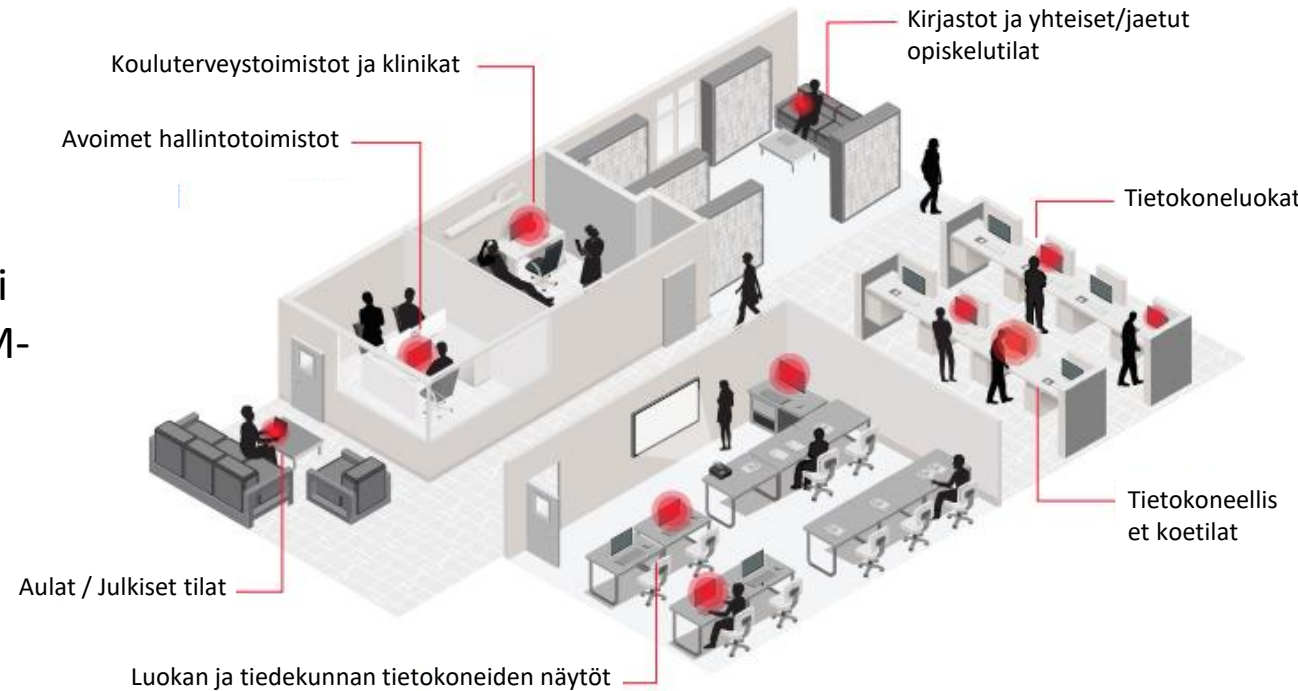 Kirjastot ja yhteiset/jaetut
opiskelutilat
Kouluterveystoimistot ja klinikat
Avoimet hallintotoimistot
Tietokoneluokat
i
M-
Tietokoneellis
et koetilat
Aulat / Julkiset tilat
Luokan ja tiedekunnan tietokoneiden näytöt